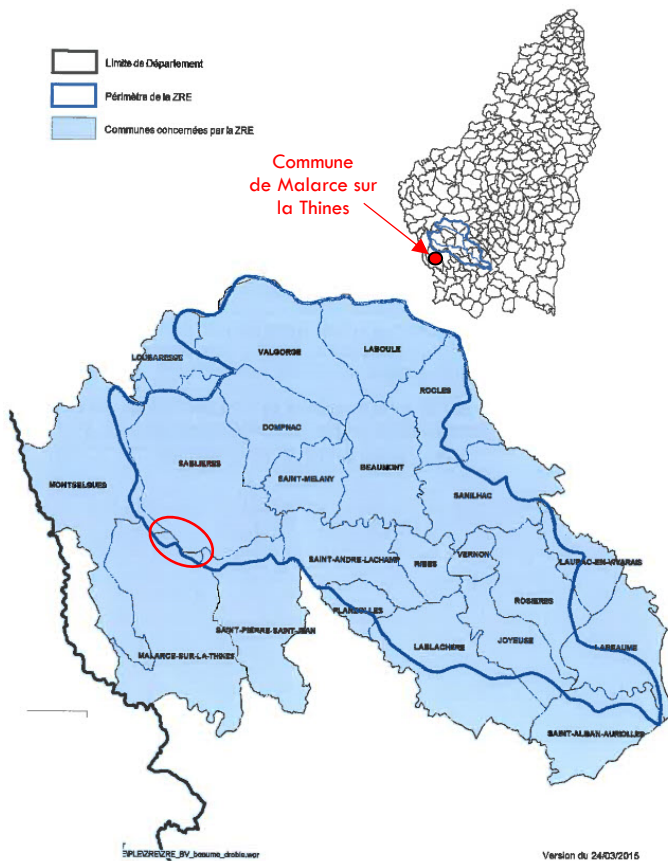 Limite de Département
Périmètre de la ZRE
Communes concernées par la ZRE
Commune
de Malarce sur
la Thines
LOUBARESSE
VALGORGE
LABOULE
ROCLES
DOMPNAC
SABLIERES
SAINT-MELANY
BEAUMONT
MONTSELGUES
SANILHAC
SAINT-ANDRE-LACHAMP
RIBES
VERNON
LAURAC-EN-VIVARAIS
PLANZOLLES
ROSIERES
SAINT-PIERRE-SAINT-JEAN
LABLACHERE
JOYEUSE
LABEAUME
MALARCE-SUR-LA-THINES
SAINT-ALBAN-AURIOLLES
Version du 24/03/2015